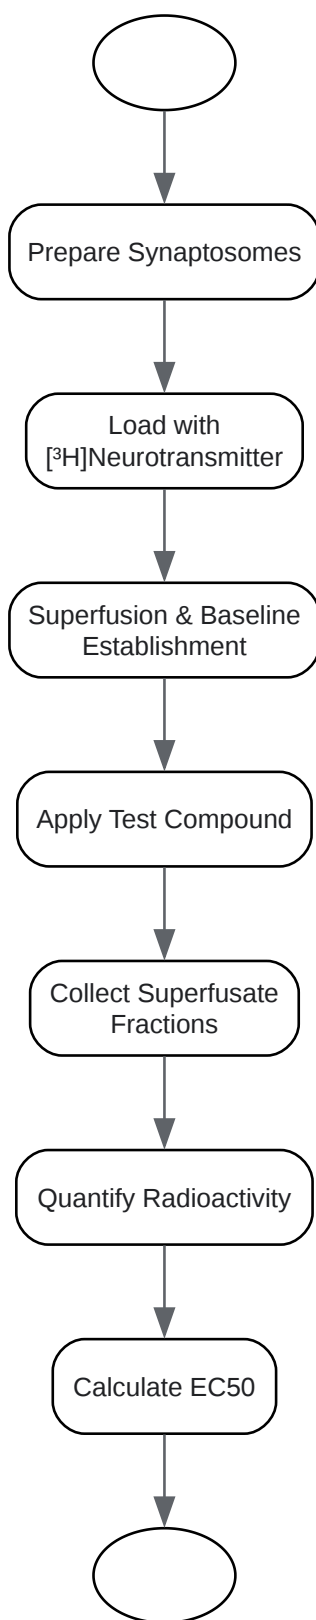 Prepare Synaptosomes
Load with
[³H]Neurotransmitter
Superfusion & Baseline
Establishment
Apply Test Compound
Collect Superfusate
Fractions
Quantify Radioactivity
Calculate EC50